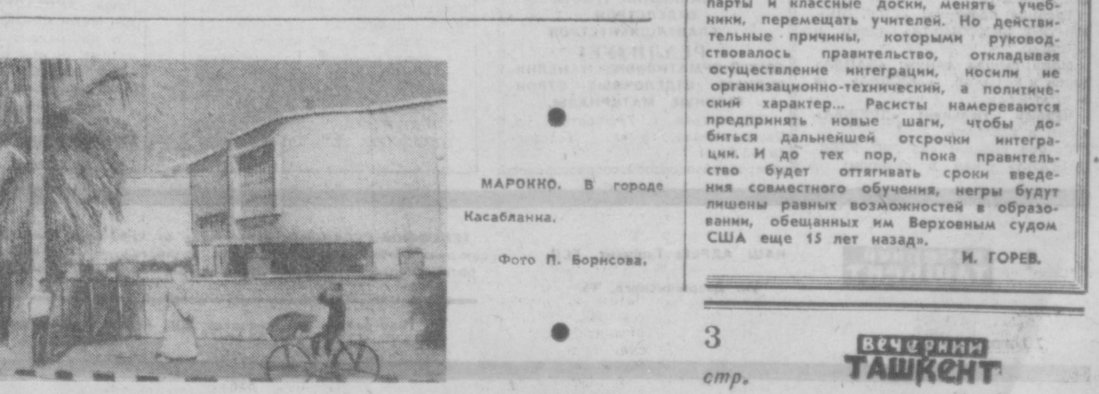 МАРОККО. В городе
Касабланка.
Фото П. Борисова.
парты и классные доски, менять учеб-
ники, перемещать учителей. Но действи-
тельные причины, которыми руковод-
ствовалось правительство, откладывая
осуществление интеграции, носили не
организационно-технический, а политиче-
ский характер... Расисты намереваются
предпринять новые шаги, чтобы до-
биться дальнейшей отсрочки интегра-
ции. И до тех пор, пока правитель-
ство будет оттягивать сроки введе-
ния совместного обучения, негры будут
лишены равных возможностей в образо-
вании, обещанных им Верховным судом
США еще 15 лет назад».
И. ГОРЕВ.
3
стр.
ВЕЧЕРНИЙ
ТАШКЕНТ